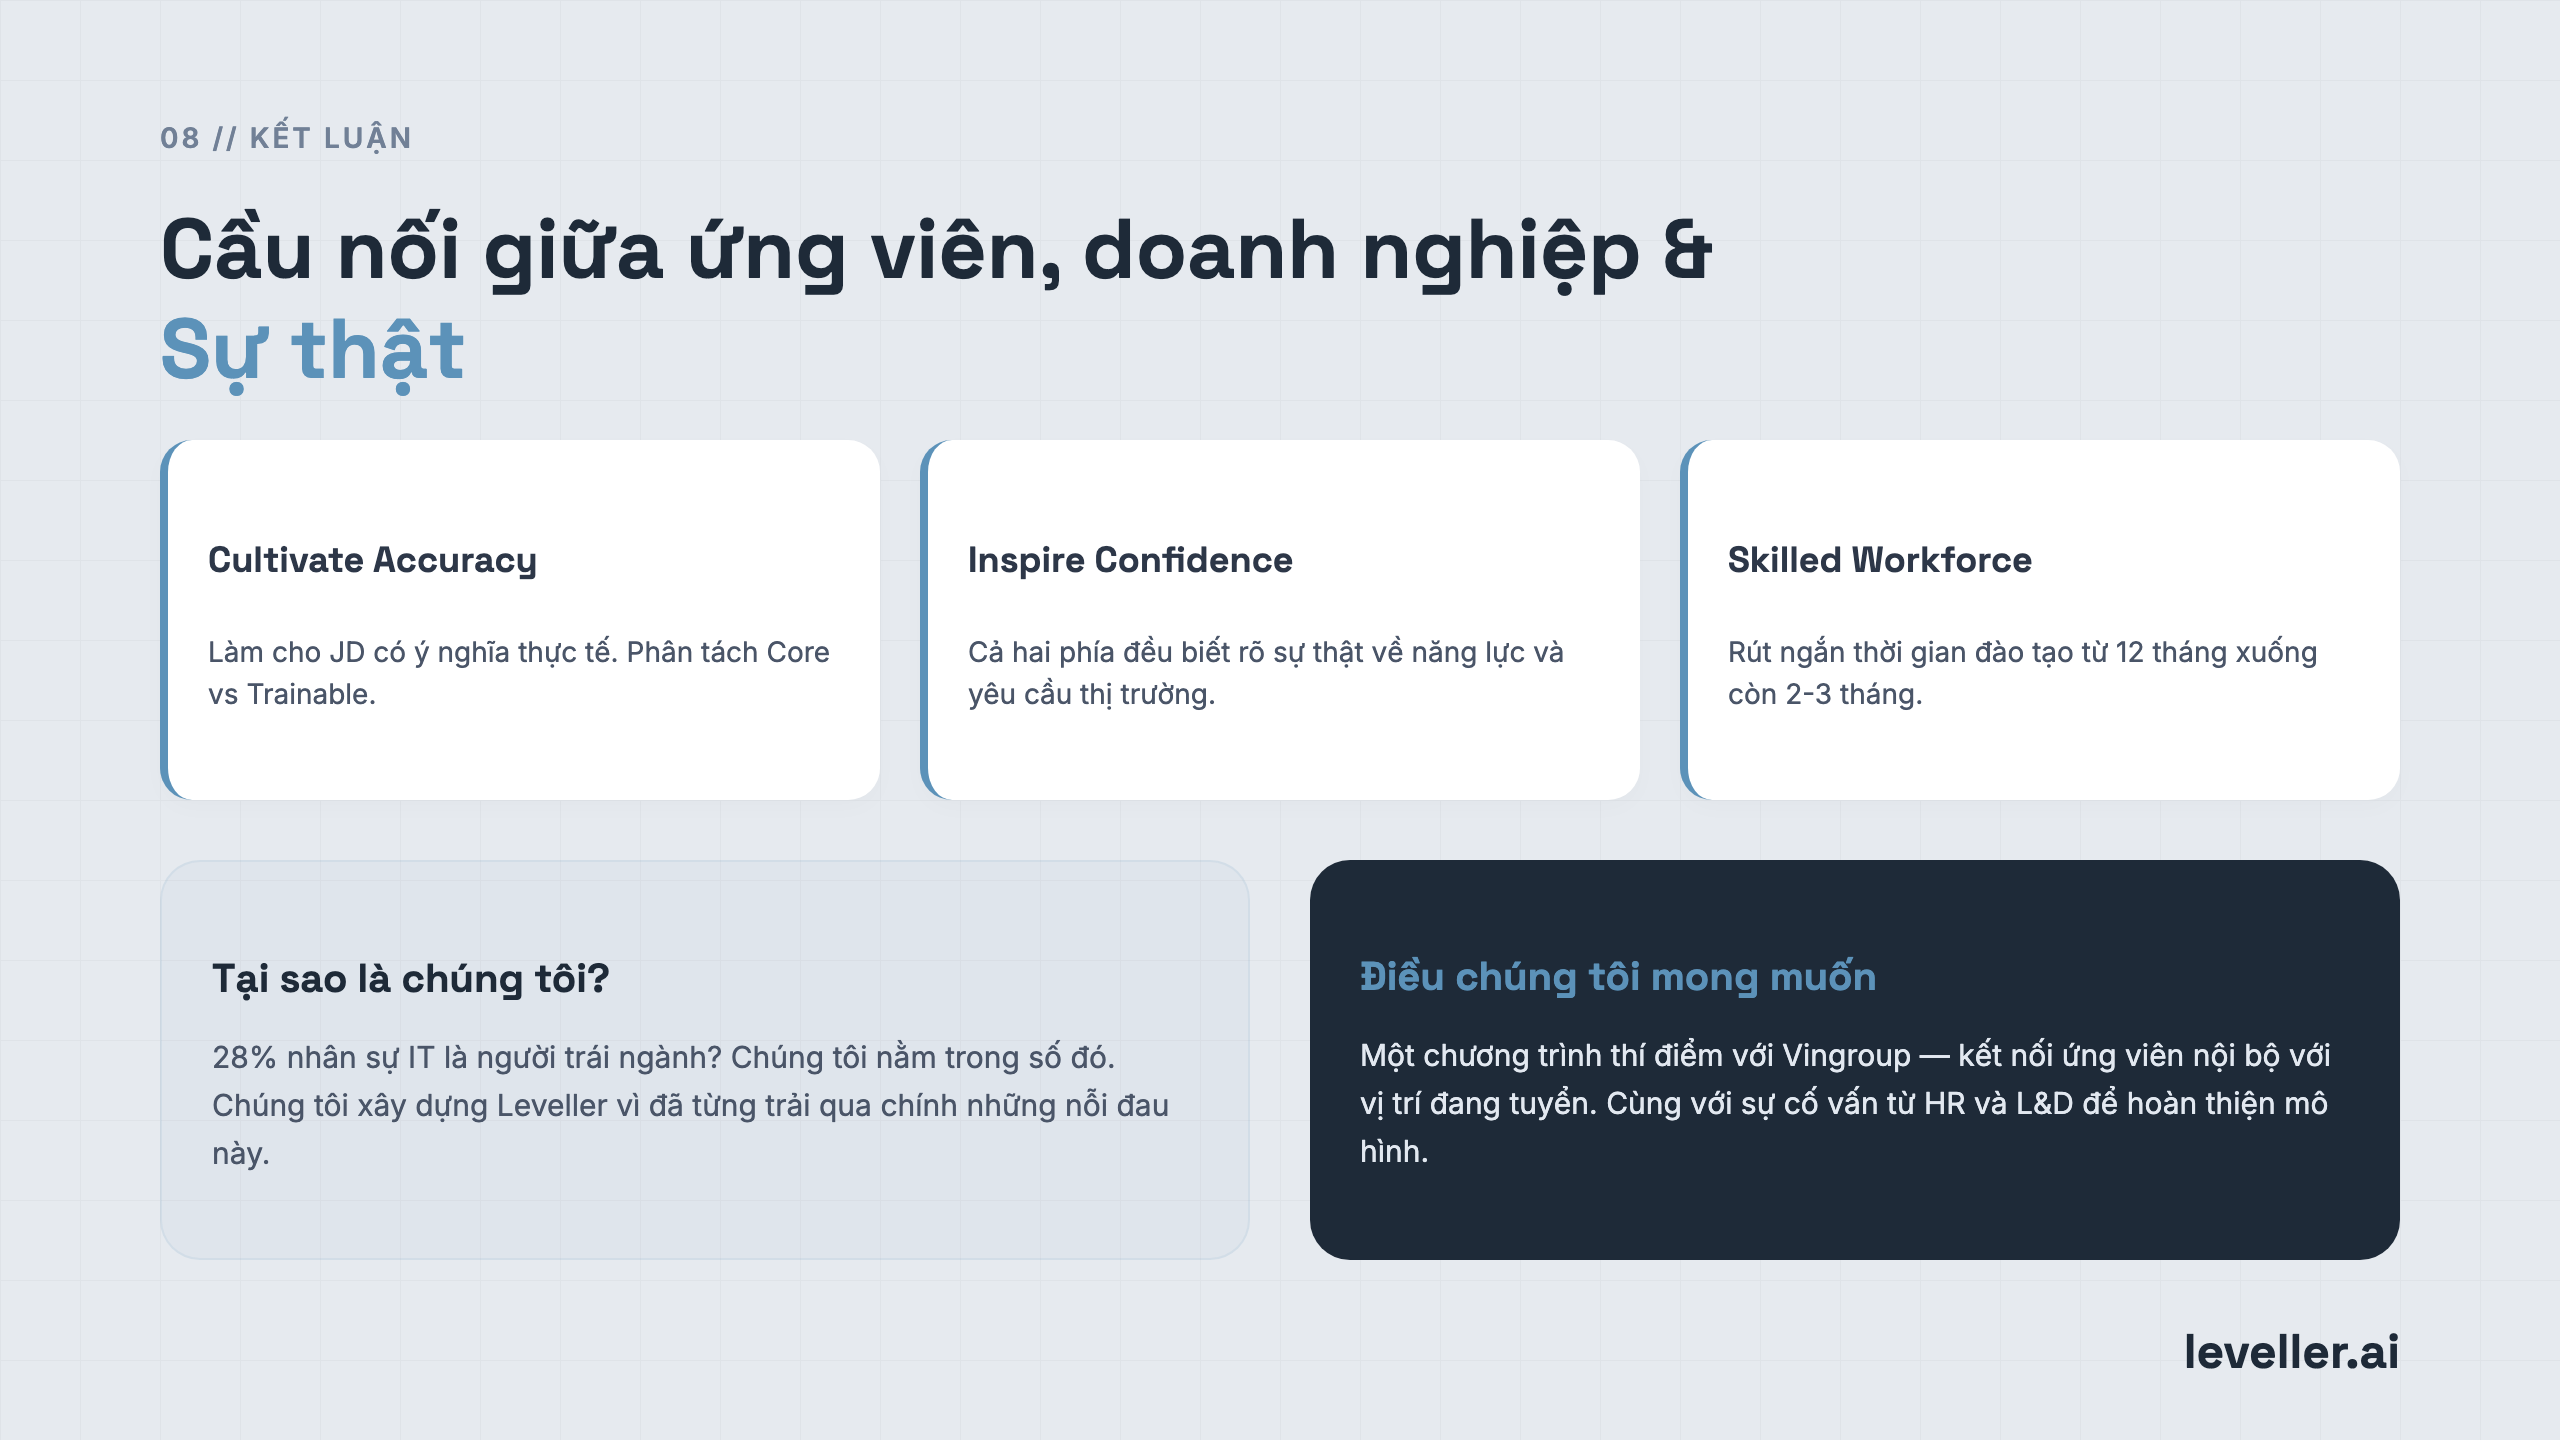 08 // KẾT LUẬN
Cầu nối giữa ứng viên, doanh nghiệp &
Sự thật
Cultivate Accuracy
Làm cho JD có ý nghĩa thực tế. Phân tách Core
vs Trainable.
Inspire Confidence
Cả hai phía đều biết rõ sự thật về năng lực và
yêu cầu thị trường.
Skilled Workforce
Rút ngắn thời gian đào tạo từ 12 tháng xuống
còn 2-3 tháng.
Tại sao là chúng tôi?
28% nhân sự IT là người trái ngành? Chúng tôi nằm trong số đó.
Chúng tôi xây dựng Leveller vì đã từng trải qua chính những nỗi đau
này.
Điều chúng tôi mong muốn
Một chương trình thí điểm với Vingroup — kết nối ứng viên nội bộ với
vị trí đang tuyển. Cùng với sự cố vấn từ HR và L&D để hoàn thiện mô
hình.
leveller.ai